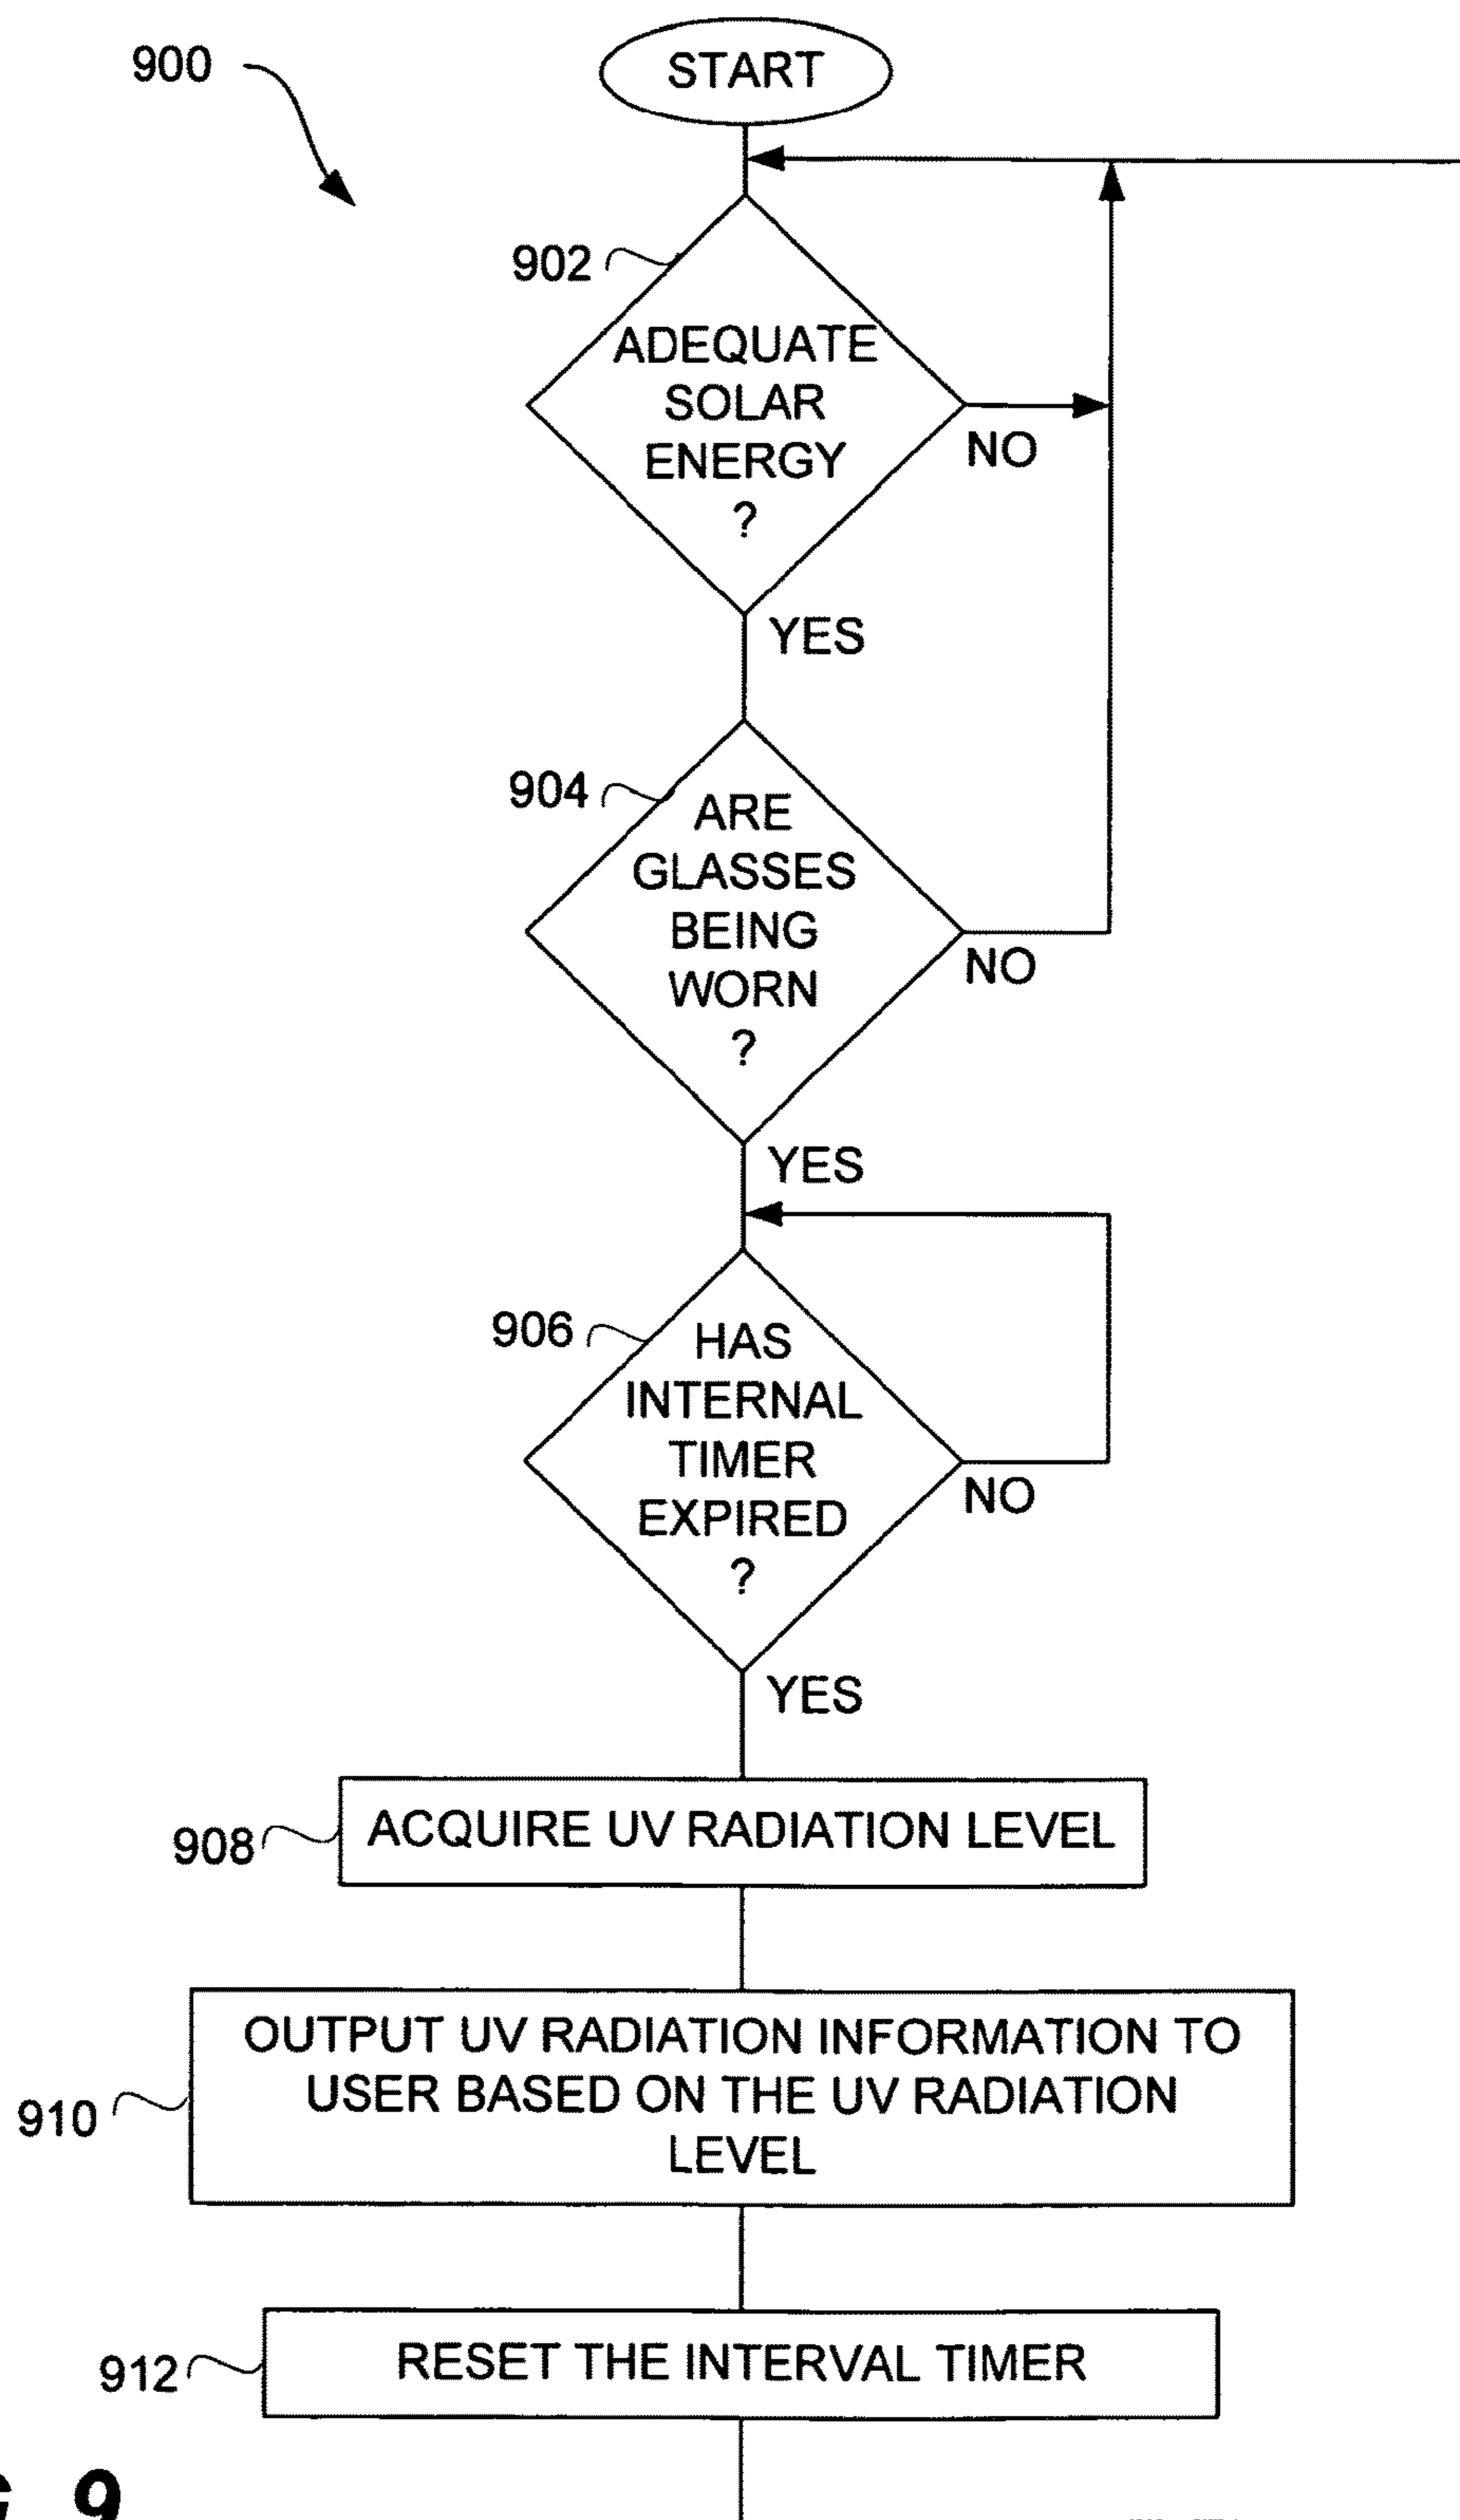 900
START
902
ADEQUATE
SOLAR
ENERGY
?
NO
YES
904
ARE
GLASSES
BEING
WORN
?
NO
YES
906
HAS
INTERNAL
TIMER
EXPIRED
?
NO
YES
908
ACQUIRE UV RADIATION LEVEL
910
OUTPUT UV RADIATION INFORMATION TO
USER BASED ON THE UV RADIATION
LEVEL
912
RESET THE INTERVAL TIMER
9